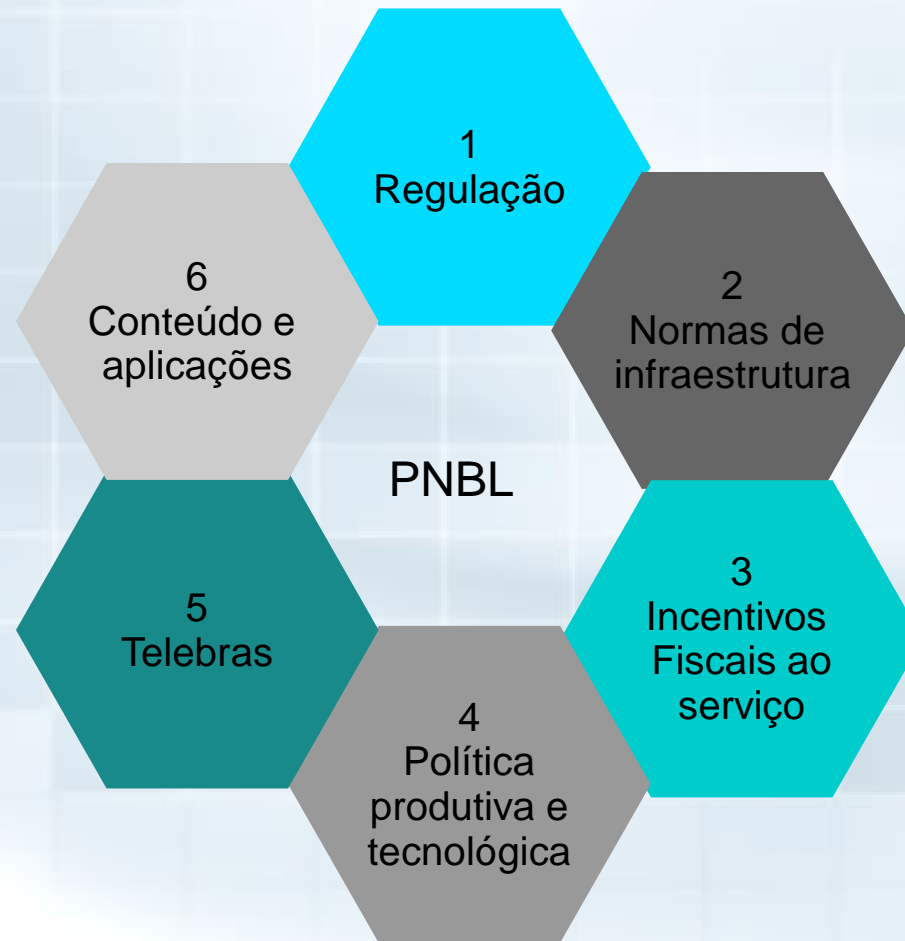 1
Regulação
2
Normas de
infraestrutura
3
Incentivos
Fiscais ao
serviço
4
Política
produtiva e
tecnológica
5
Telebras
6
Conteúdo e
aplicações
PNBL